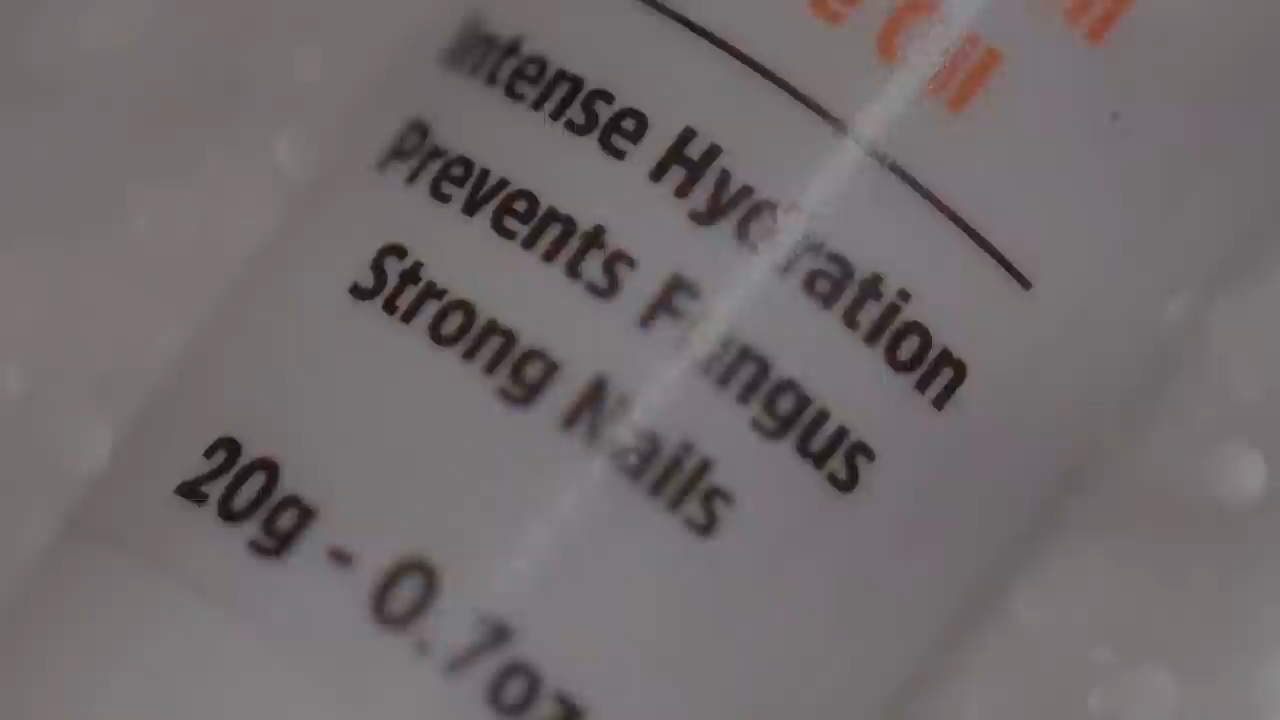 Intense Hydration
Prevents Fungus
Strong Nails
20g - 0.7oz